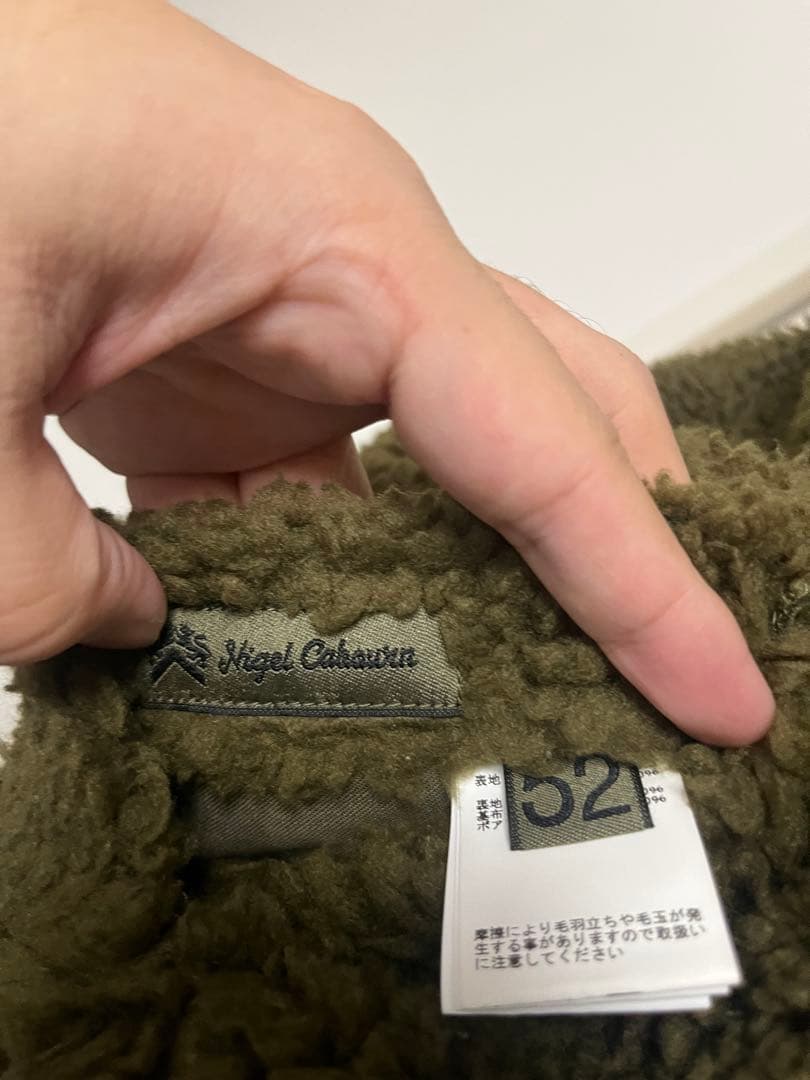 Nigel Cabourn
52
表地
表地
基布
ボア
摩擦により毛羽立ちや毛玉が発
生する事がありますので取扱い
に注意してください